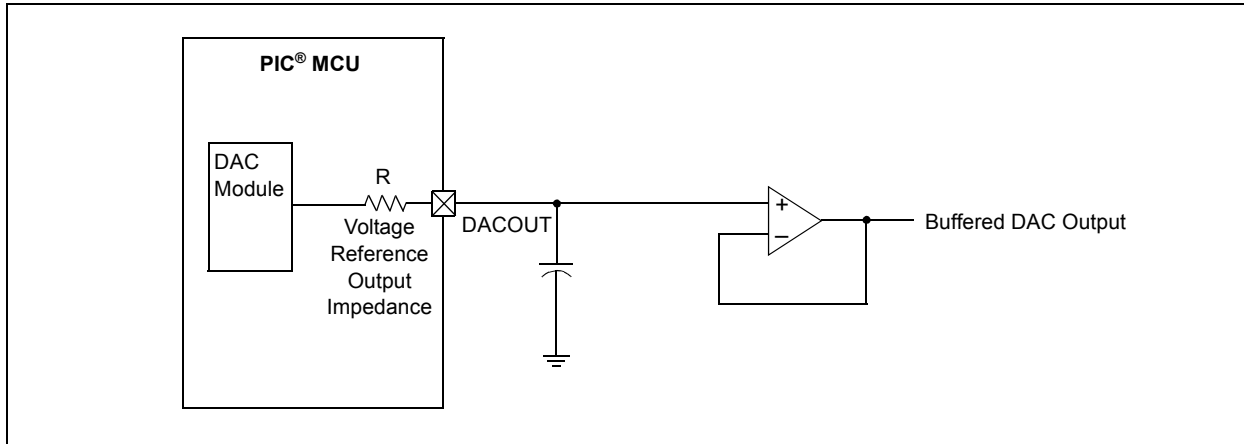 PIC® MCU
DAC
Module
R
Voltage
Reference
Output
Impedance
DACOUT
+
–
Buffered DAC Output